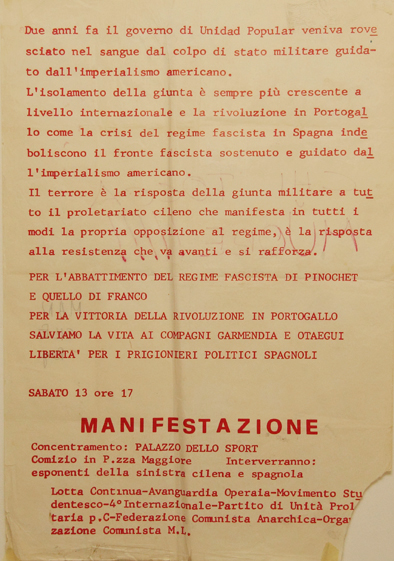 Due anni fa il governo di Unidad Popular veniva rove
sciato nel sangue dal colpo di stato militare guida-
to dall'imperialismo americano.
L'isolamento della giunta è sempre più crescente a
livello internazionale e la rivoluzione in Portogal
lo come la crisi del regime fascista in Spagna inde
boliscono il fronte fascista sostenuto e guidato dal
l'imperialismo americano.
Il terrore è la risposta della giunta militare a tut
to il proletariato cileno che manifesta in tutti i
modi la propria opposizione al regime, è la risposta
alla resistenza che va avanti e si rafforza.
PER L'ABBATTIMENTO DEL REGIME FASCISTA DI PINOCHET
E QUELLO DI FRANCO
PER LA VITTORIA DELLA RIVOLUZIONE IN PORTOGALLO
SALVIAMO LA VITA AI COMPAGNI GARMENDIA E OTAEGUI
LIBERTA' PER I PRIGIONIERI POLITICI SPAGNOLI
SABATO 13 ore 17
MANIFESTAZIONE
Concentramento: PALAZZO DELLO SPORT
Comizio in P.zza Maggiore Interverranno:
esponenti della sinistra cilena e spagnola
Lotta Continua-Avanguardia Operaia-Movimento Stu
dentesco-4° Internazionale-Partito di Unità Prol
taria p.C-Federazione Comunista Anarchica-Orga
zazione Comunista M.L.